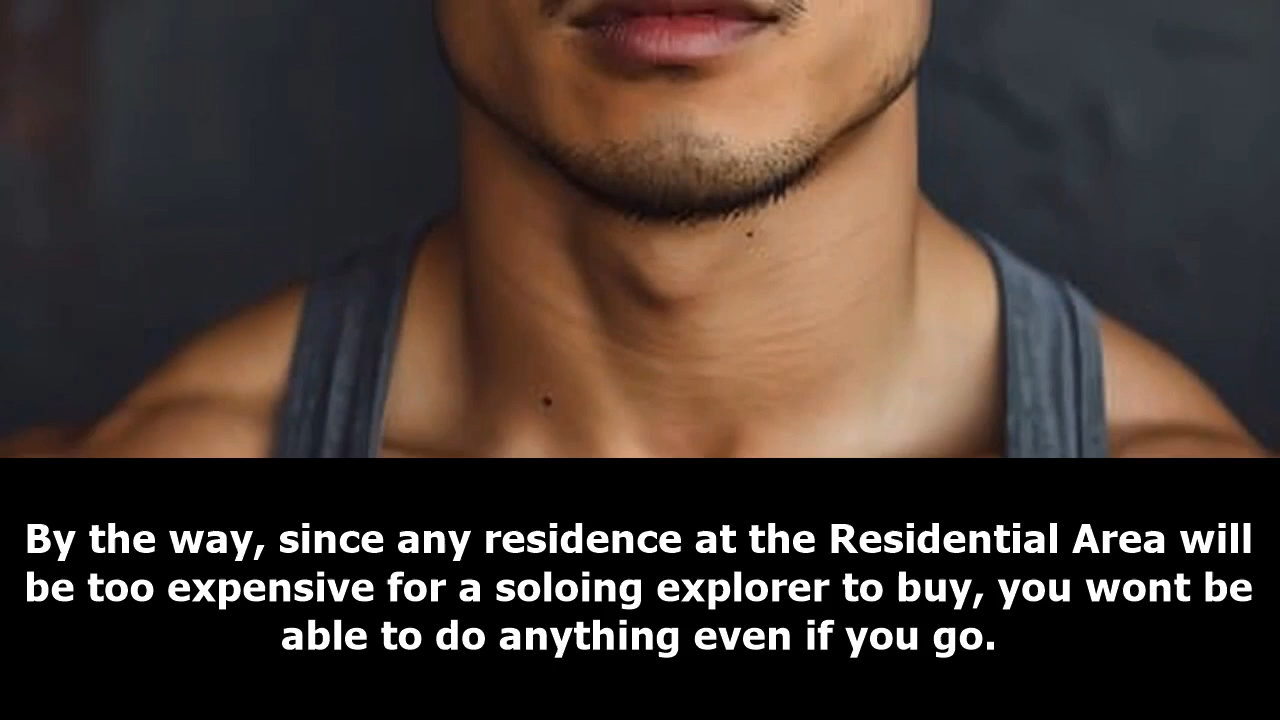 By the way, since any residence at the Residential Area will
be too expensive for a soloing explorer to buy, you wont be
able to do anything even if you go.